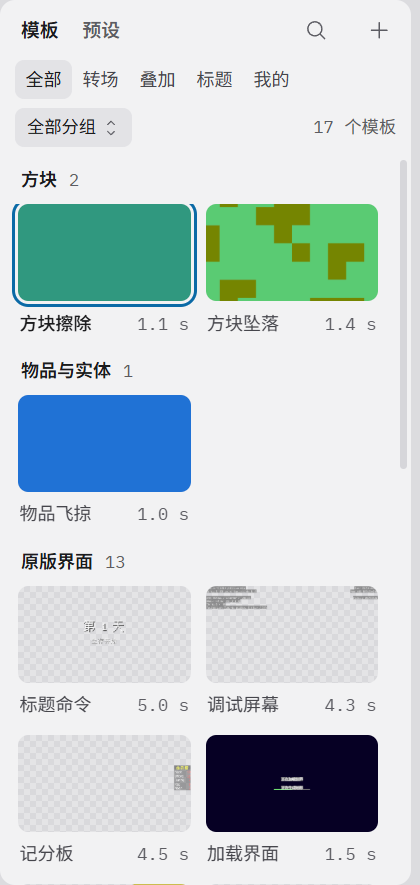 模板 预设
全部 转场 叠加 标题 我的
全部分组 17 个模板
方块 2
方块擦除 1.1 s 方块坠落 1.4 s
物品与实体 1
物品飞掠 1.0 s
原版界面 13
第 1 天
标题命令 5.0 s 调试屏幕 4.3 s
记分板 4.5 s 加载界面 1.5 s